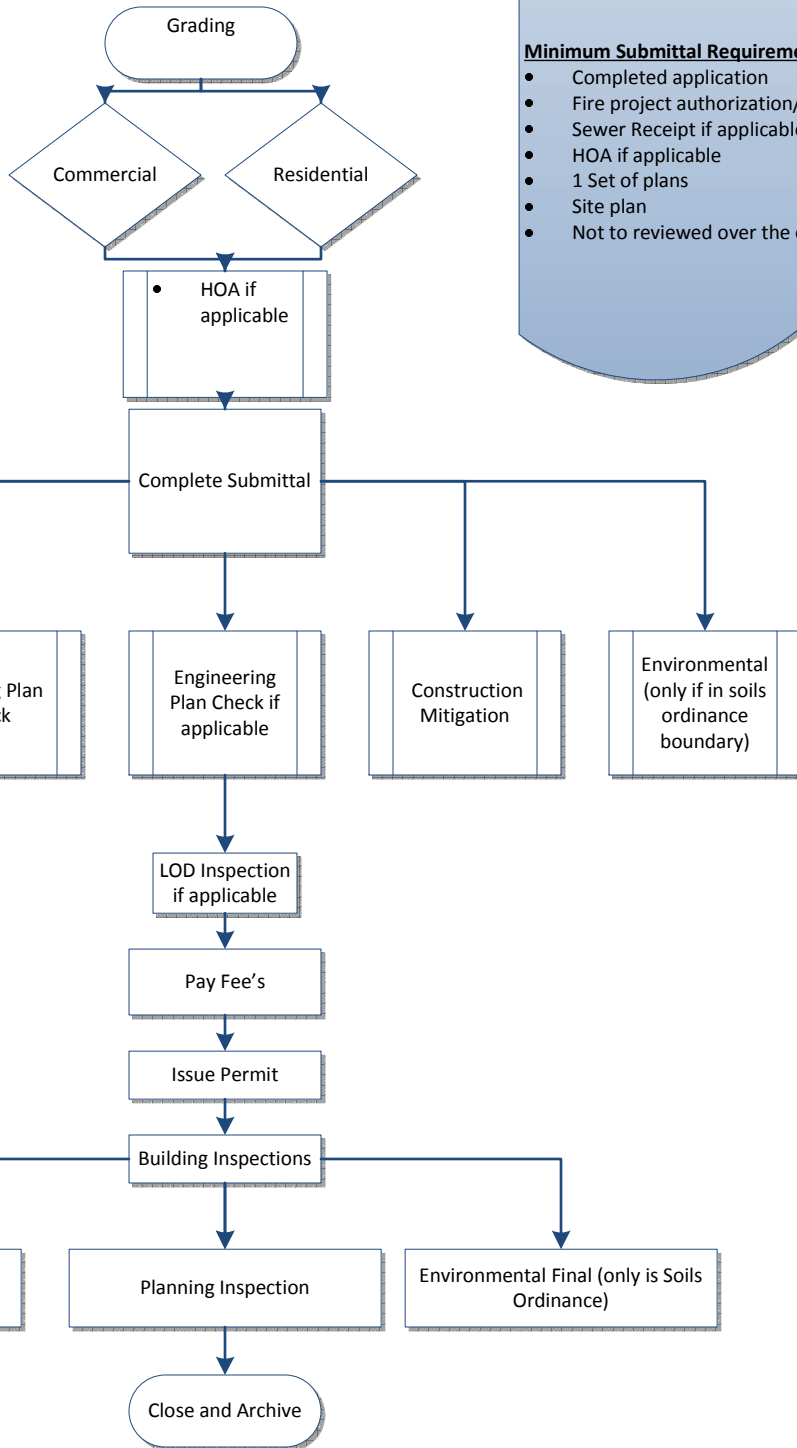 Grading
Minimum Submittal
• Completed application
• Fire project
• Sewer Receipt if
• HOA if applicable
• 1 Set of plans
• Site plan
• Not to reviewed over the
Commercial
Residential
• HOA if
applicable
Complete Submittal
Plan
Engineering
Plan Check if
applicable
Construction
Mitigation
Environmental
(only if in soils
ordinance
boundary)
LOD Inspection
if applicable
Pay Fee’s
Issue Permit
Building Inspections
Planning Inspection
Environmental Final (only is Soils
Ordinance)
Close and Archive